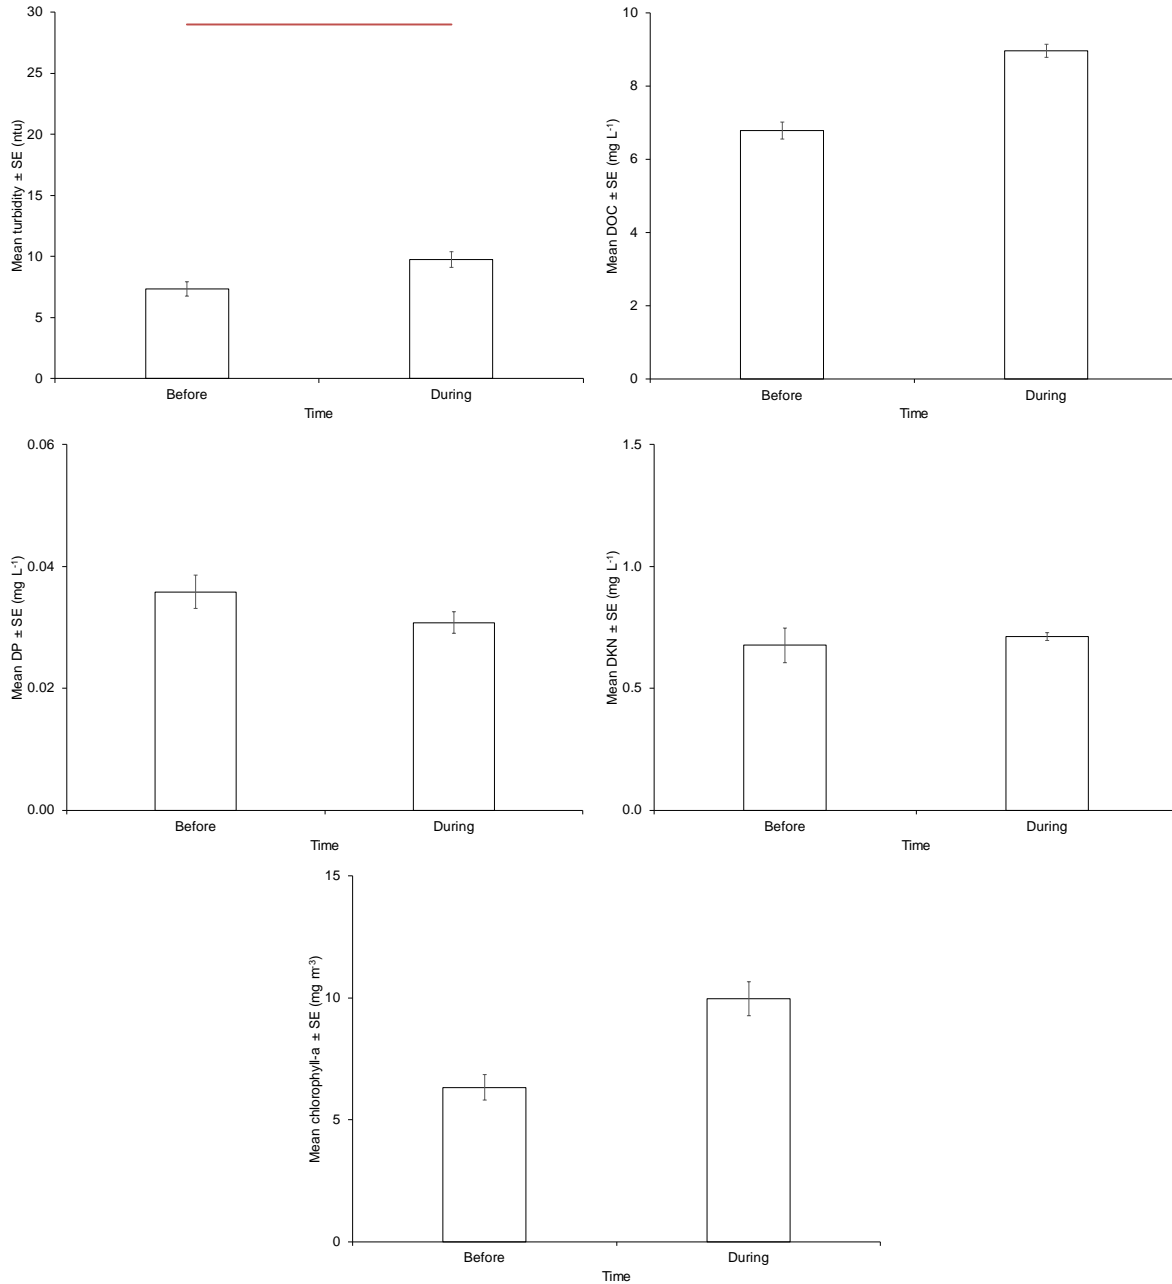 Mean turbidity ± SE (ntu)
30
25
20
15
10
5
0
Before
During
Time
Mean DOC ± SE (mg L-1)
10
8
6
4
2
0
Before
During
Time
Mean DP ± SE (mg L-1)
0.06
0.04
0.02
0.00
Before
During
Time
Mean DKN ± SE (mg L-1)
1.5
1.0
0.5
0.0
Before
During
Time
Mean chlorophyll-a ± SE (mg m-3)
15
10
5
0
Before
During
Time